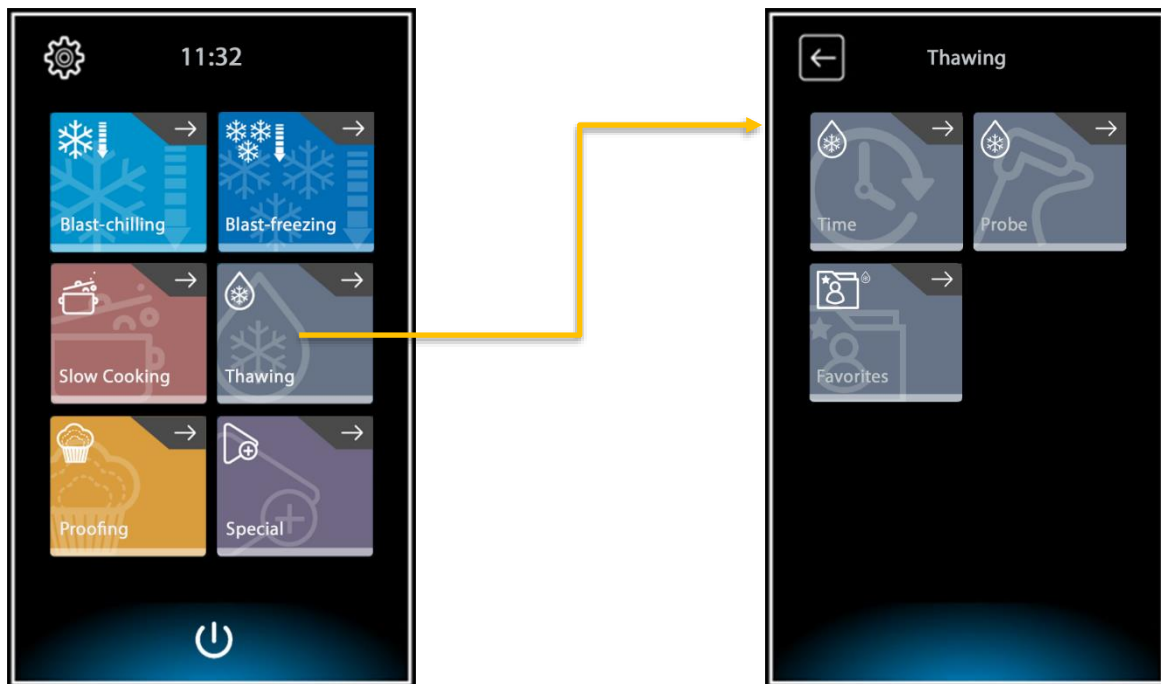 11:32
Blast-chilling
Blast-freezing
Slow Cooking
Thawing
Proofing
Special
Thawing
Time
Probe
Favorites